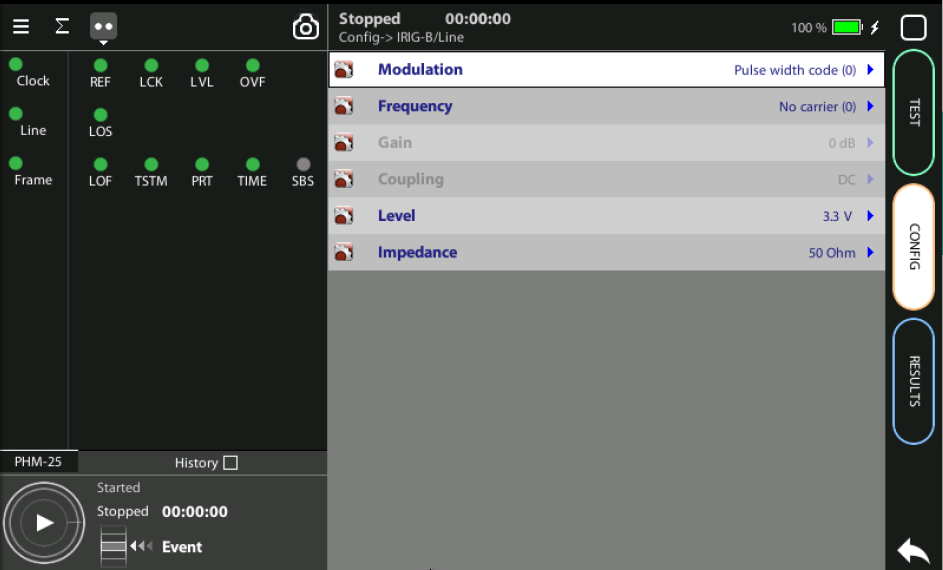 Σ
Stopped 00:00:00
Config-> IRIG-B/Line
100 %
Clock REF LCK LVL OVF
Line LOS
Frame LOF TSTM PRT TIME SBS
Modulation Pulse width code (0)
Frequency No carrier (0)
Gain 0 dB
Coupling DC
Level 3.3 V
Impedance 50 Ohm
TEST
CONFIG
RESULTS
PHM-25 History
Started
Stopped 00:00:00
Event